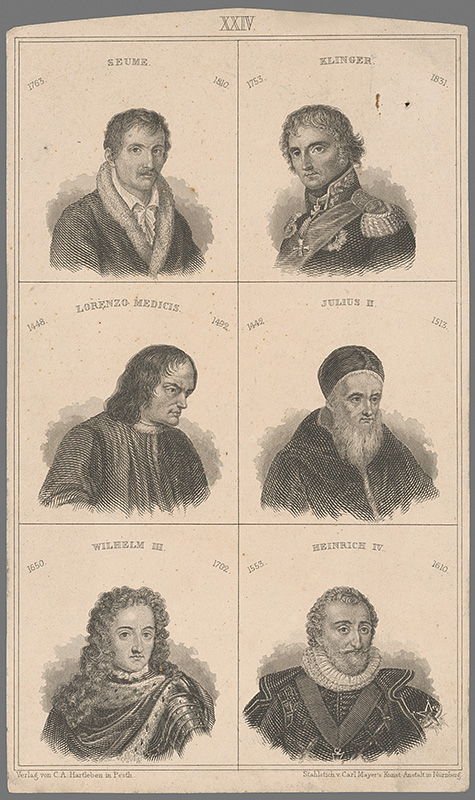 XXIV.
SEUME.
1763. 1810.
KLINGER.
1753. 1831.
LORENZO MEDICIS.
1448. 1492.
JULIUS II.
1442. 1513.
WILHELM III.
1650. 1702.
HEINRICH IV.
1553. 1610.
Verlag von C. A. Hartleben in Pesth.
Stahlstich v. Carl Mayer's Kunst-Anstalt in Nürnberg.